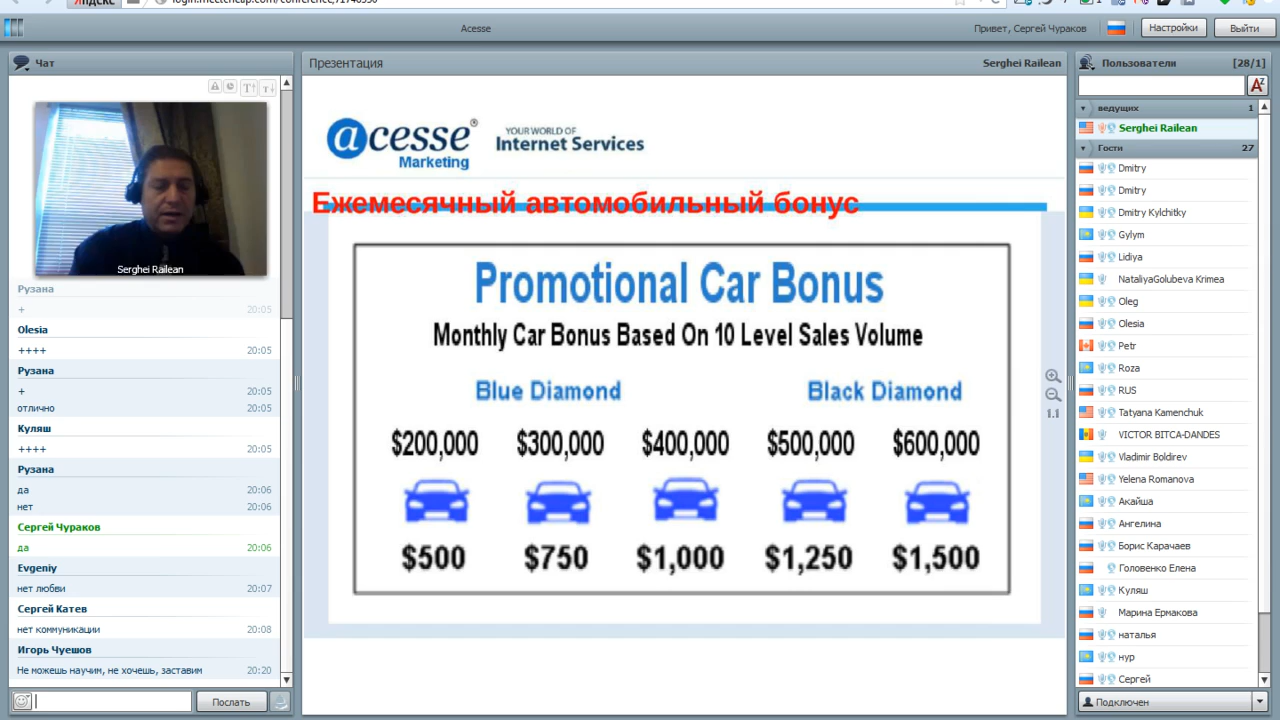 Яндекс
login.meetcheap.com/conference,71748950
Acesse
Привет, Сергей Чураков
Настройки
Выйти
Чат
Serghei Railean
Рузана
+
20:05
Olesia
++++
20:05
Рузана
+
20:05
отлично
20:05
Куляш
++++
20:05
Рузана
да
20:06
нет
20:06
Сергей Чураков
да
20:06
Evgeniy
нет любви
20:07
Сергей Катев
нет коммуникации
20:08
Игорь Чуешов
Не можешь научим, не хочешь, заставим
20:20
Послать
Презентация
Serghei Railean
acesse®
Marketing
YOUR WORLD OF
Internet Services
Ежемесячный автомобильный бонус
Promotional Car Bonus
Monthly Car Bonus Based On 10 Level Sales Volume
Blue Diamond
Black Diamond
$200,000 $300,000 $400,000 $500,000 $600,000
$500 $750 $1,000 $1,250 $1,500
1.1
Пользователи
[28/1]
ведущих
1
Serghei Railean
Гости
27
Dmitry
Dmitry
Dmitry Kylchitky
Gylym
Lidiya
NataliyaGolubeva Krimea
Oleg
Olesia
Petr
Roza
RUS
Tatyana Kamenchuk
VICTOR BITCA-DANDES
Vladimir Boldirev
Yelena Romanova
Акайша
Ангелина
Борис Карачаев
Головенко Елена
Куляш
Марина Ермакова
наталья
нур
Сергей
Подключен